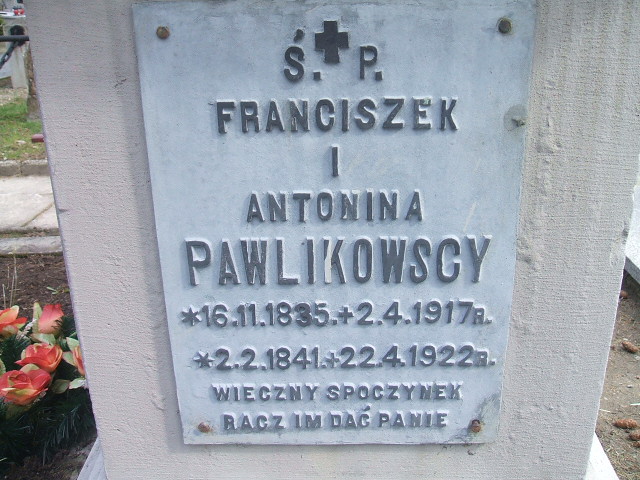 Ś. P.
FRANCISZEK
I
ANTONINA
PAWLIKOWSCY
*16.11.1835.+2.4.1917R.
*2.2.1841.+22.4.1922R.
WIECZNY SPOCZYNEK
RACZ IM DAĆ PANIE